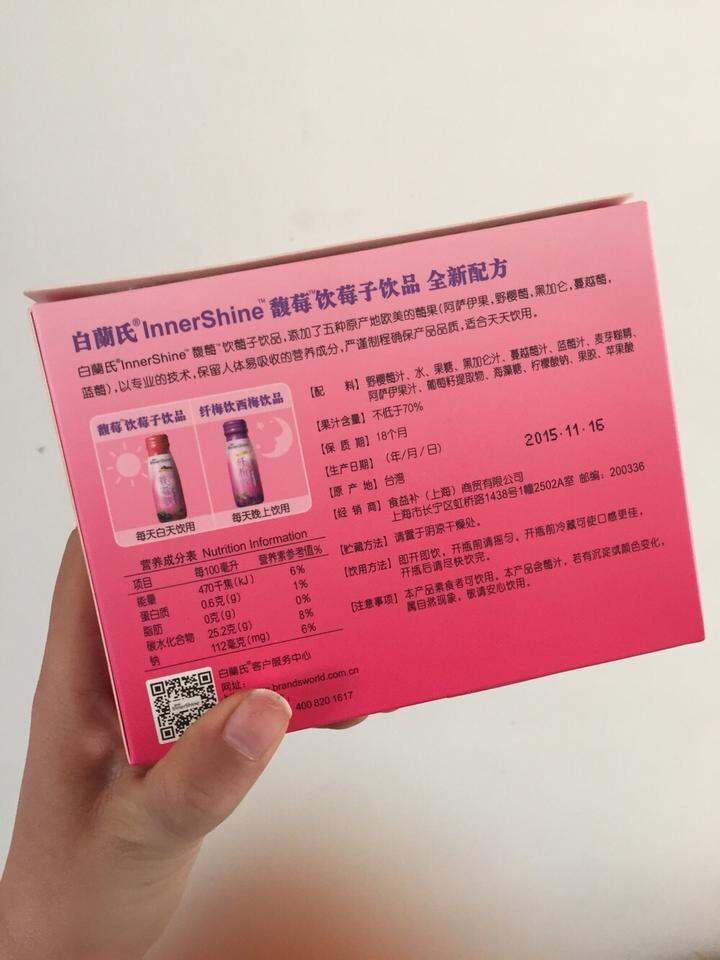 白蘭氏®InnerShine™ 馥莓™饮莓子饮品 全新配方
白蘭氏®InnerShine™ 馥莓™饮莓子饮品,添加了五种原产地欧美的莓果(阿萨伊果,野樱莓,黑加仑,蔓越莓,
蓝莓),以专业的技术,保留人体易吸收的营养成分,严谨制程确保产品品质,适合天天饮用。
馥莓™饮莓子饮品
纤梅饮西梅饮品
每天白天饮用
每天晚上饮用
营养成分表 Nutrition Information
项目 每100毫升 营养素参考值%
能量 470千焦(kJ) 6%
蛋白质 0.6克(g) 1%
脂肪 0克(g) 0%
碳水化合物 25.2克(g) 8%
钠 112毫克(mg) 6%
InnerShine
白蘭氏®客户服务中心
网址: brandsworld.com.cn
400 820 1617
【配 料】野樱莓汁、水、果糖、黑加仑汁、蔓越莓汁、蓝莓汁、麦芽糊精、
阿萨伊果汁、葡萄籽提取物、海藻糖、柠檬酸钠、果胶、苹果酸
【果汁含量】不低于70%
【保 质 期】18个月
【生产日期】(年/月/日) 2015·11·16
【原 产 地】台灣
【经 销 商】食益补(上海)商贸有限公司
上海市长宁区虹桥路1438号1幢2502A室 邮编:200336
【贮藏方法】请置于阴凉干燥处。
【饮用方法】即开即饮,开瓶前请摇匀。开瓶前冷藏可使口感更佳,
开瓶后请尽快饮完。
【注意事项】本产品素食者可饮用。本产品含莓汁,若有沉淀或颜色变化,
属自然现象,敬请安心饮用。